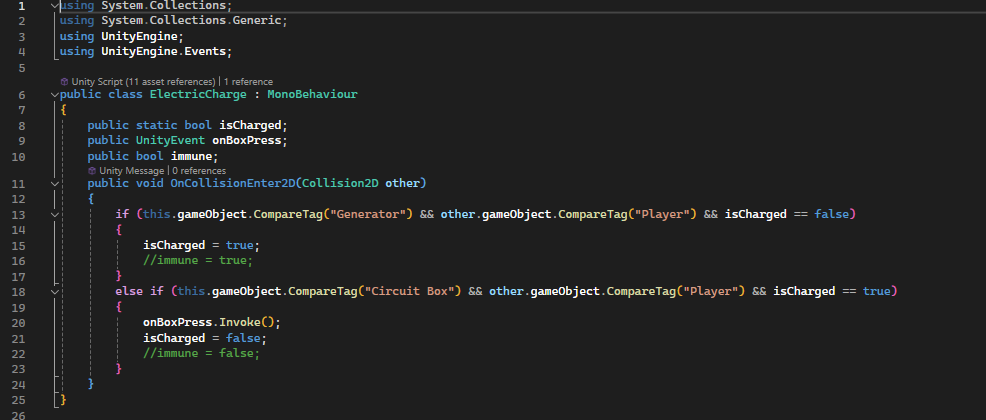 1 using System.Collections;
2 using System.Collections.Generic;
3 using UnityEngine;
4 using UnityEngine.Events;
5
Unity Script (11 asset references) | 1 reference
6 public class ElectricCharge : MonoBehaviour
7 {
8 public static bool isCharged;
9 public UnityEvent onBoxPress;
10 public bool immune;
Unity Message | 0 references
11 public void OnCollisionEnter2D(Collision2D other)
12 {
13 if (this.gameObject.CompareTag("Generator") && other.gameObject.CompareTag("Player") && isCharged == false)
14 {
15 isCharged = true;
16 //immune = true;
17 }
18 else if (this.gameObject.CompareTag("Circuit Box") && other.gameObject.CompareTag("Player") && isCharged == true)
19 {
20 onBoxPress.Invoke();
21 isCharged = false;
22 //immune = false;
23 }
24 }
25 }
26